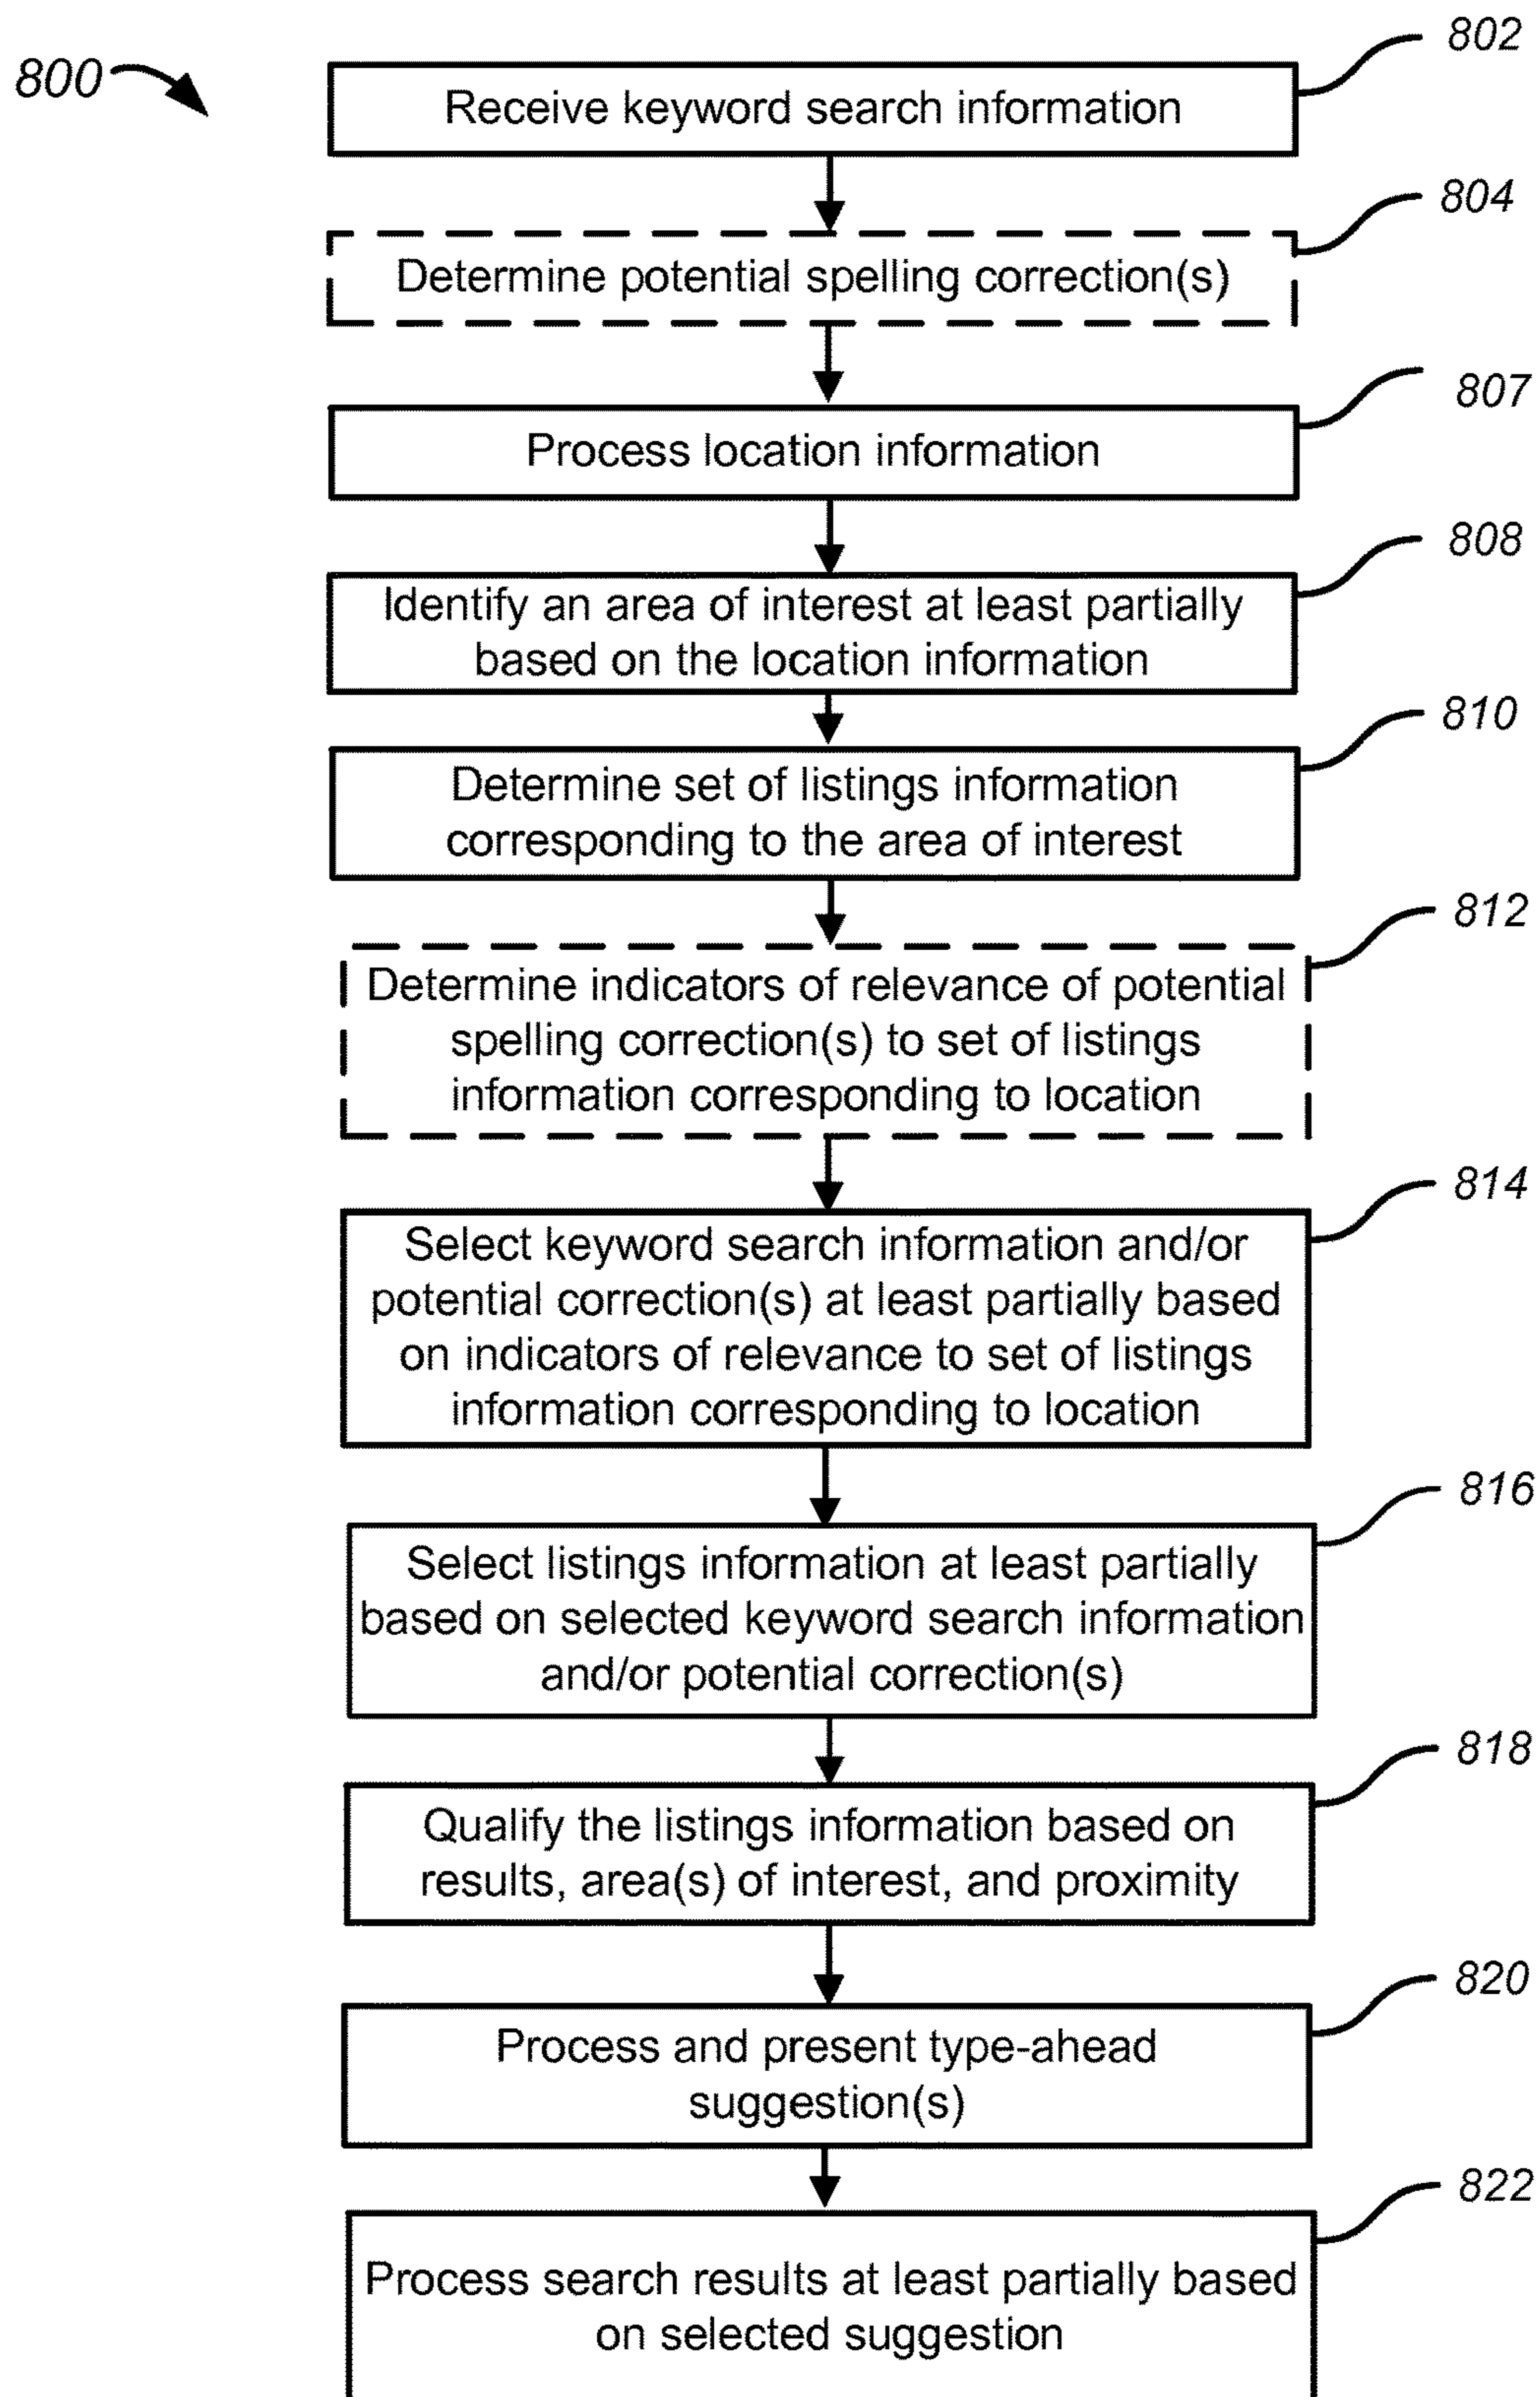 802
800
Receive keyword search information
804
Determine potential spelling correction(s)
807
Process location information
808
Identify an area of interest at least partially
based on the location information
810
Determine set of listings information
corresponding to the area of interest
812
Determine indicators of relevance of potential
spelling correction(s) to set of listings
information corresponding to location
814
Select keyword search information and/or
potential correction(s) at least partially based
on indicators of relevance to set of listings
information corresponding to location
816
Select listings information at least partially
based on selected keyword search information
and/or potential correction(s)
818
Qualify the listings information based on
results, area(s) of interest, and proximity
820
Process and present type-ahead
suggestion(s)
822
Process search results at least partially based
on selected suggestion